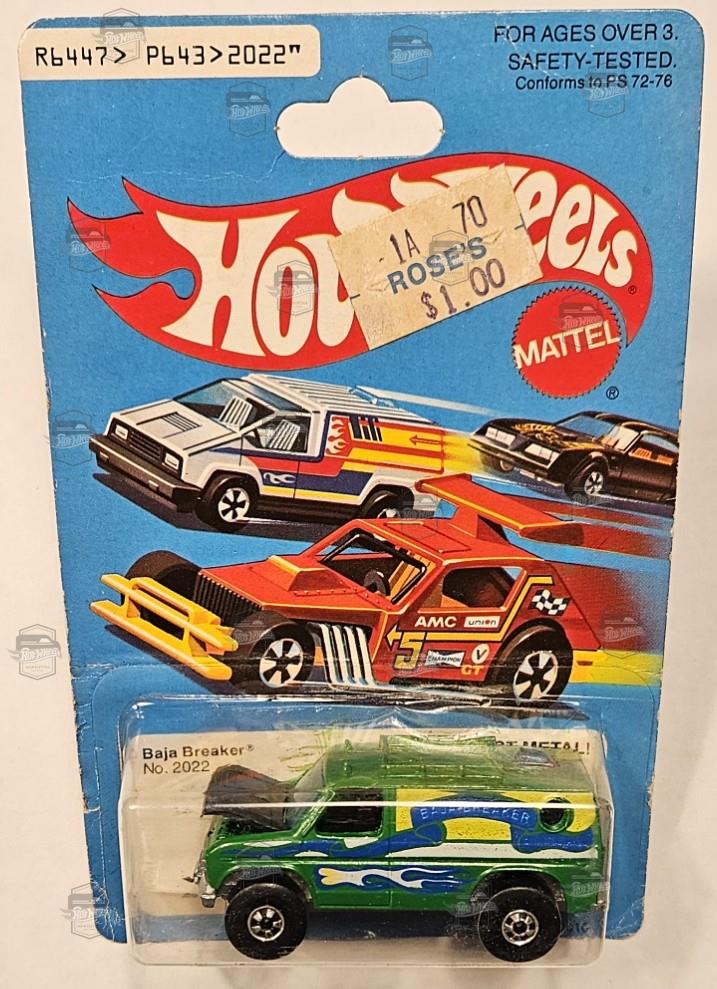 R6447> P643>2022"
FOR AGES OVER 3.
SAFETY-TESTED.
Conforms to PS 72-76
HOT WHEELS
®
1A 70
ROSE'S
$1.00
MATTEL
®
AMC union
5 CHAMPION V
GT
Baja Breaker®
No. 2022
METAL!
BAJA BREAKER